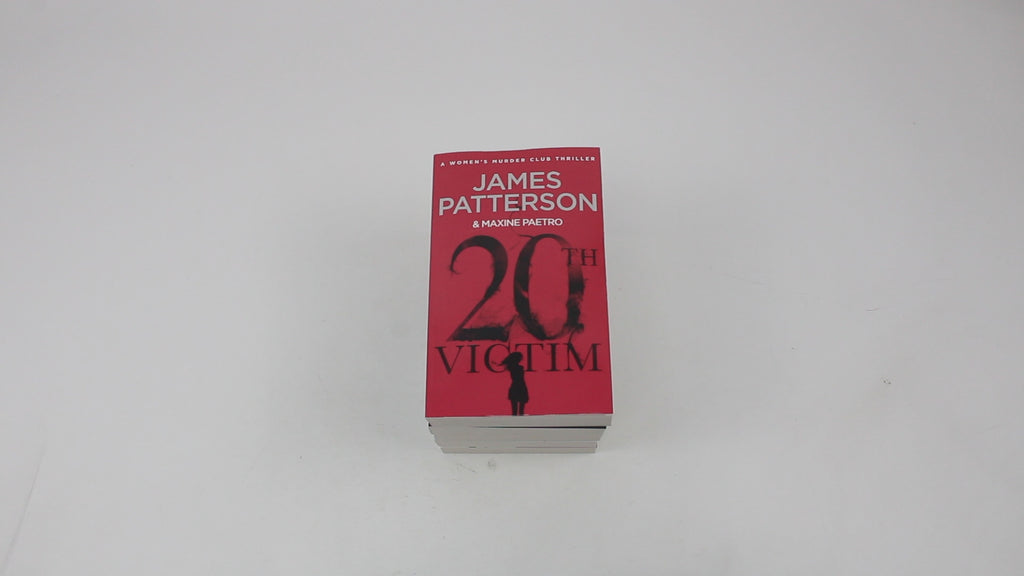 A WOMEN'S MURDER CLUB THRILLER
JAMES
PATTERSON
& MAXINE PAETRO
20TH
VICTIM